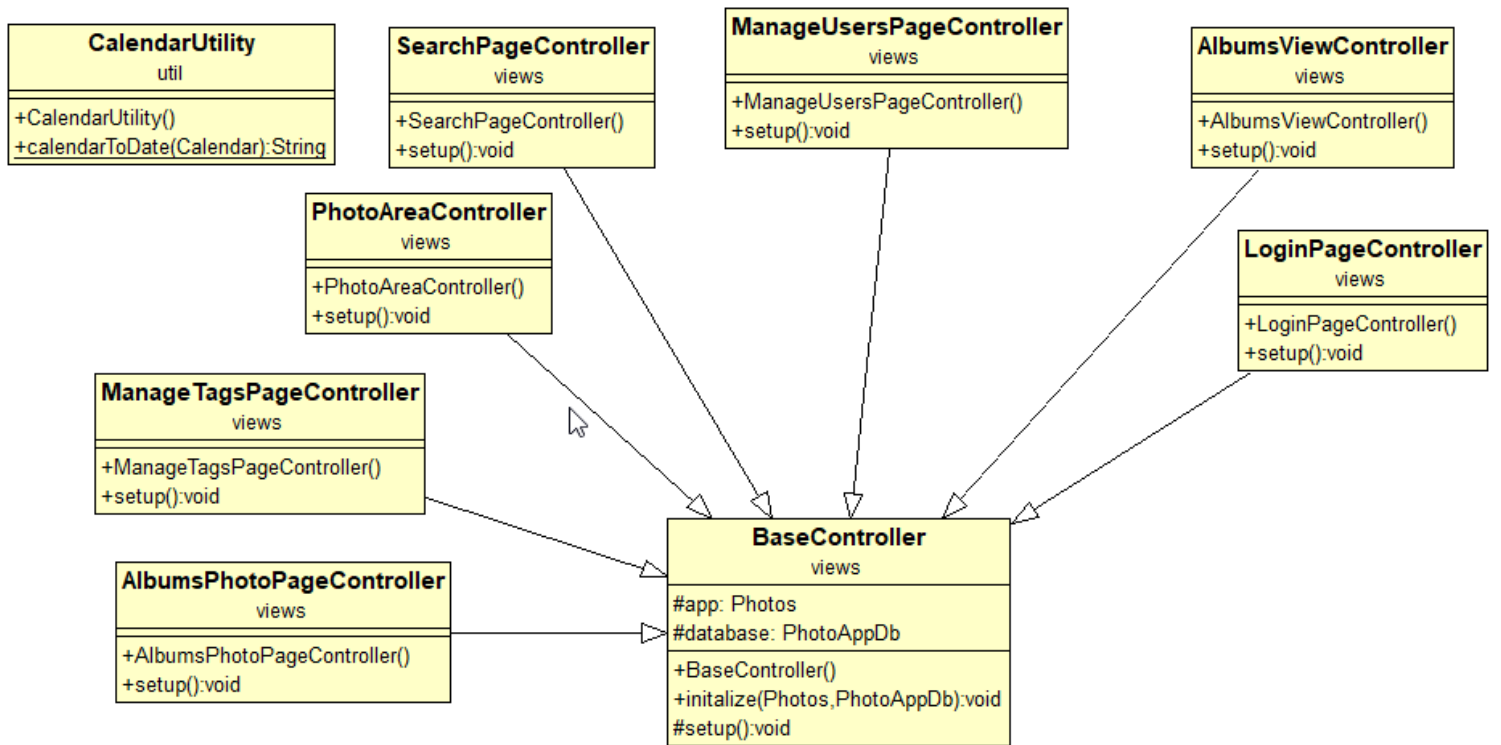 CalendarUtility
util
+CalendarUtility()
+calendarToDate(Calendar):String
SearchPageController
views
+SearchPageController()
+setup():void
ManageUsersPageController
views
+ManageUsersPageController()
+setup():void
AlbumsViewController
views
+AlbumsViewController()
+setup():void
PhotoAreaController
views
+PhotoAreaController()
+setup():void
LoginPageController
views
+LoginPageController()
+setup():void
ManageTagsPageController
views
+ManageTagsPageController()
+setup():void
AlbumsPhotoPageController
views
+AlbumsPhotoPageController()
+setup():void
BaseController
views
#app: Photos
#database: PhotoAppDb
+BaseController()
+initalize(Photos,PhotoAppDb):void
#setup():void